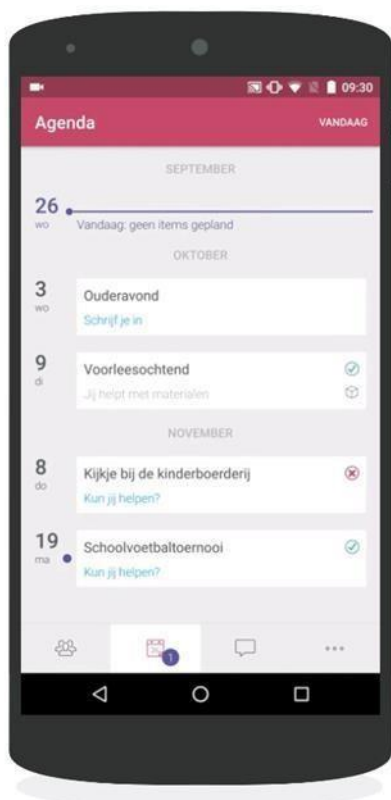 09:30
Agenda VANDAAG
SEPTEMBER
26
wo
Vandaag: geen items gepland
OKTOBER
3
wo
Ouderavond
Schrijf je in
9
di
Voorleesochtend
Jij helpt met materialen
NOVEMBER
8
do
Kijkje bij de kinderboerderij
Kun jij helpen?
19
ma
Schoolvoetbaltoernooi
Kun jij helpen?
1